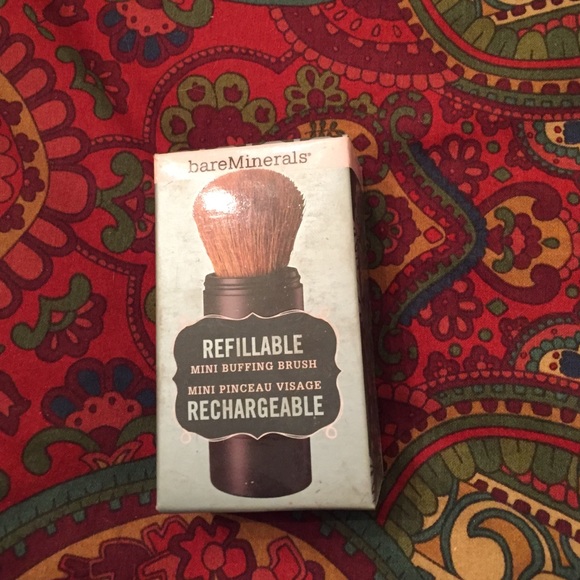 bareMinerals®
REFILLABLE
MINI BUFFING BRUSH
MINI PINCEAU VISAGE
RECHARGEABLE